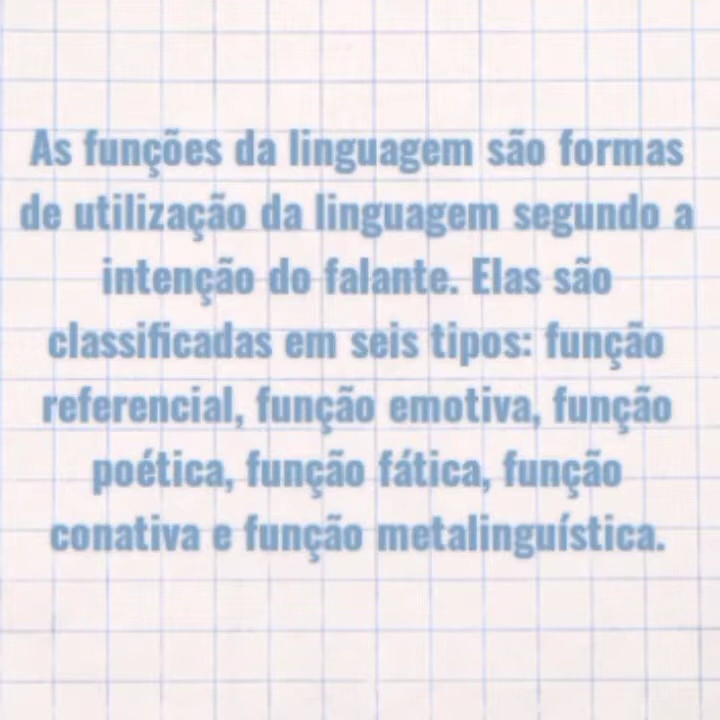 As funções da linguagem são formas
de utilização da linguagem segundo a
intenção do falante. Elas são
classificadas em seis tipos: função
referencial, função emotiva, função
poética, função fática, função
conativa e função metalinguística.